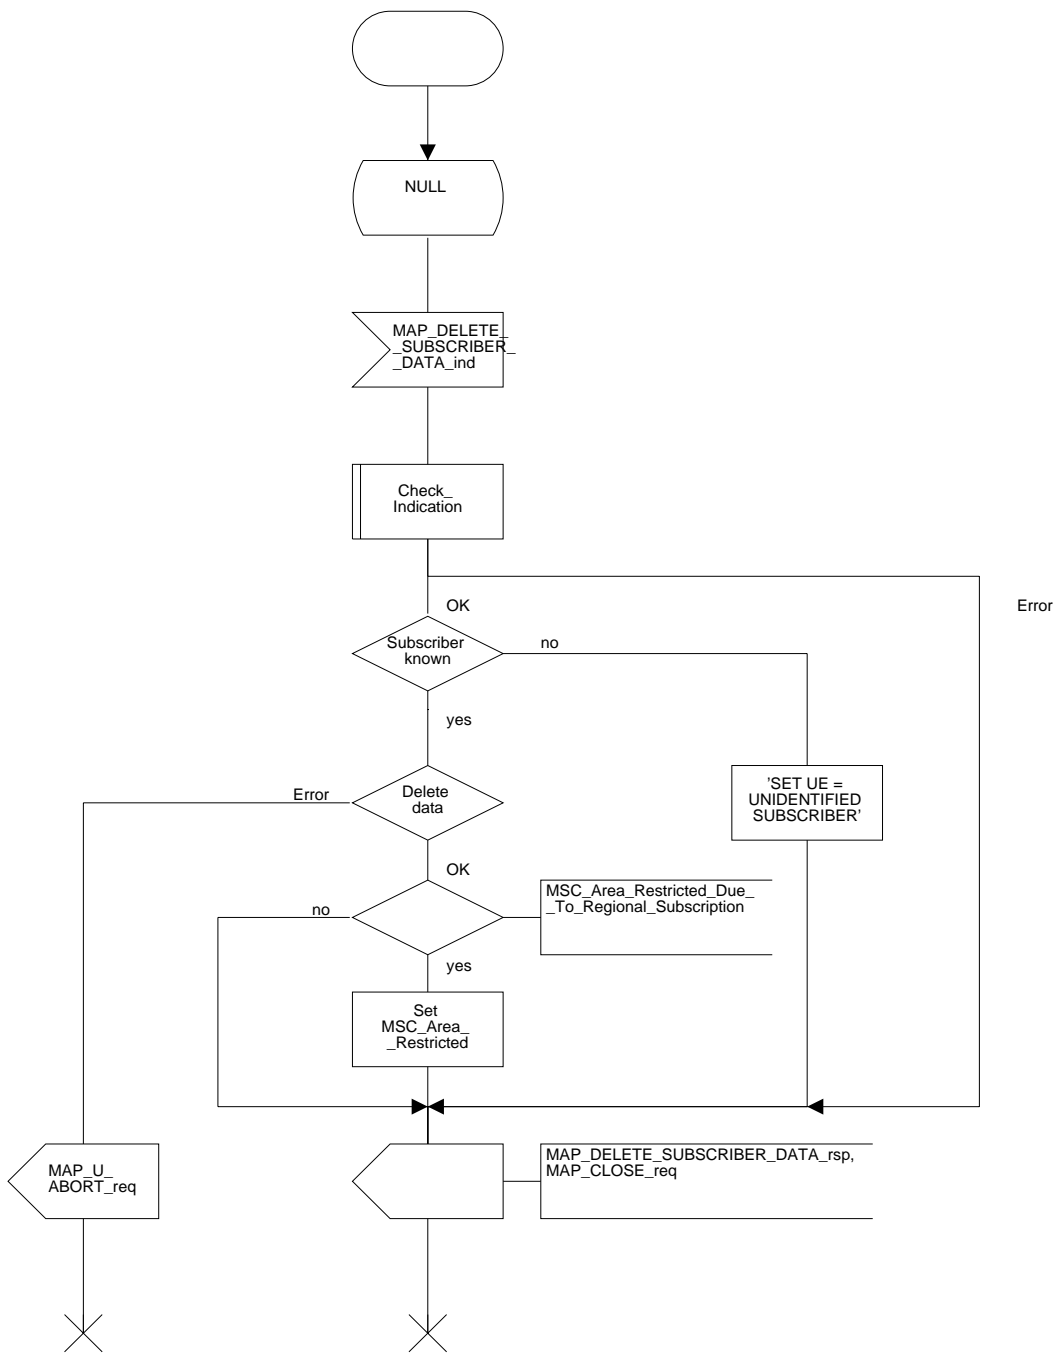 NULL
MAP_DELETE_
_SUBSCRIBER_
_DATA_ind
Check_
Indication
OK
Error
Subscriber
known
no
yes
'SET UE =
UNIDENTIFIED
SUBSCRIBER'
Error
Delete
data
OK
no
MSC_Area_Restricted_Due_
_To_Regional_Subscription
yes
Set
MSC_Area_
_Restricted
MAP_U_
ABORT_req
MAP_DELETE_SUBSCRIBER_DATA_rsp,
MAP_CLOSE_req